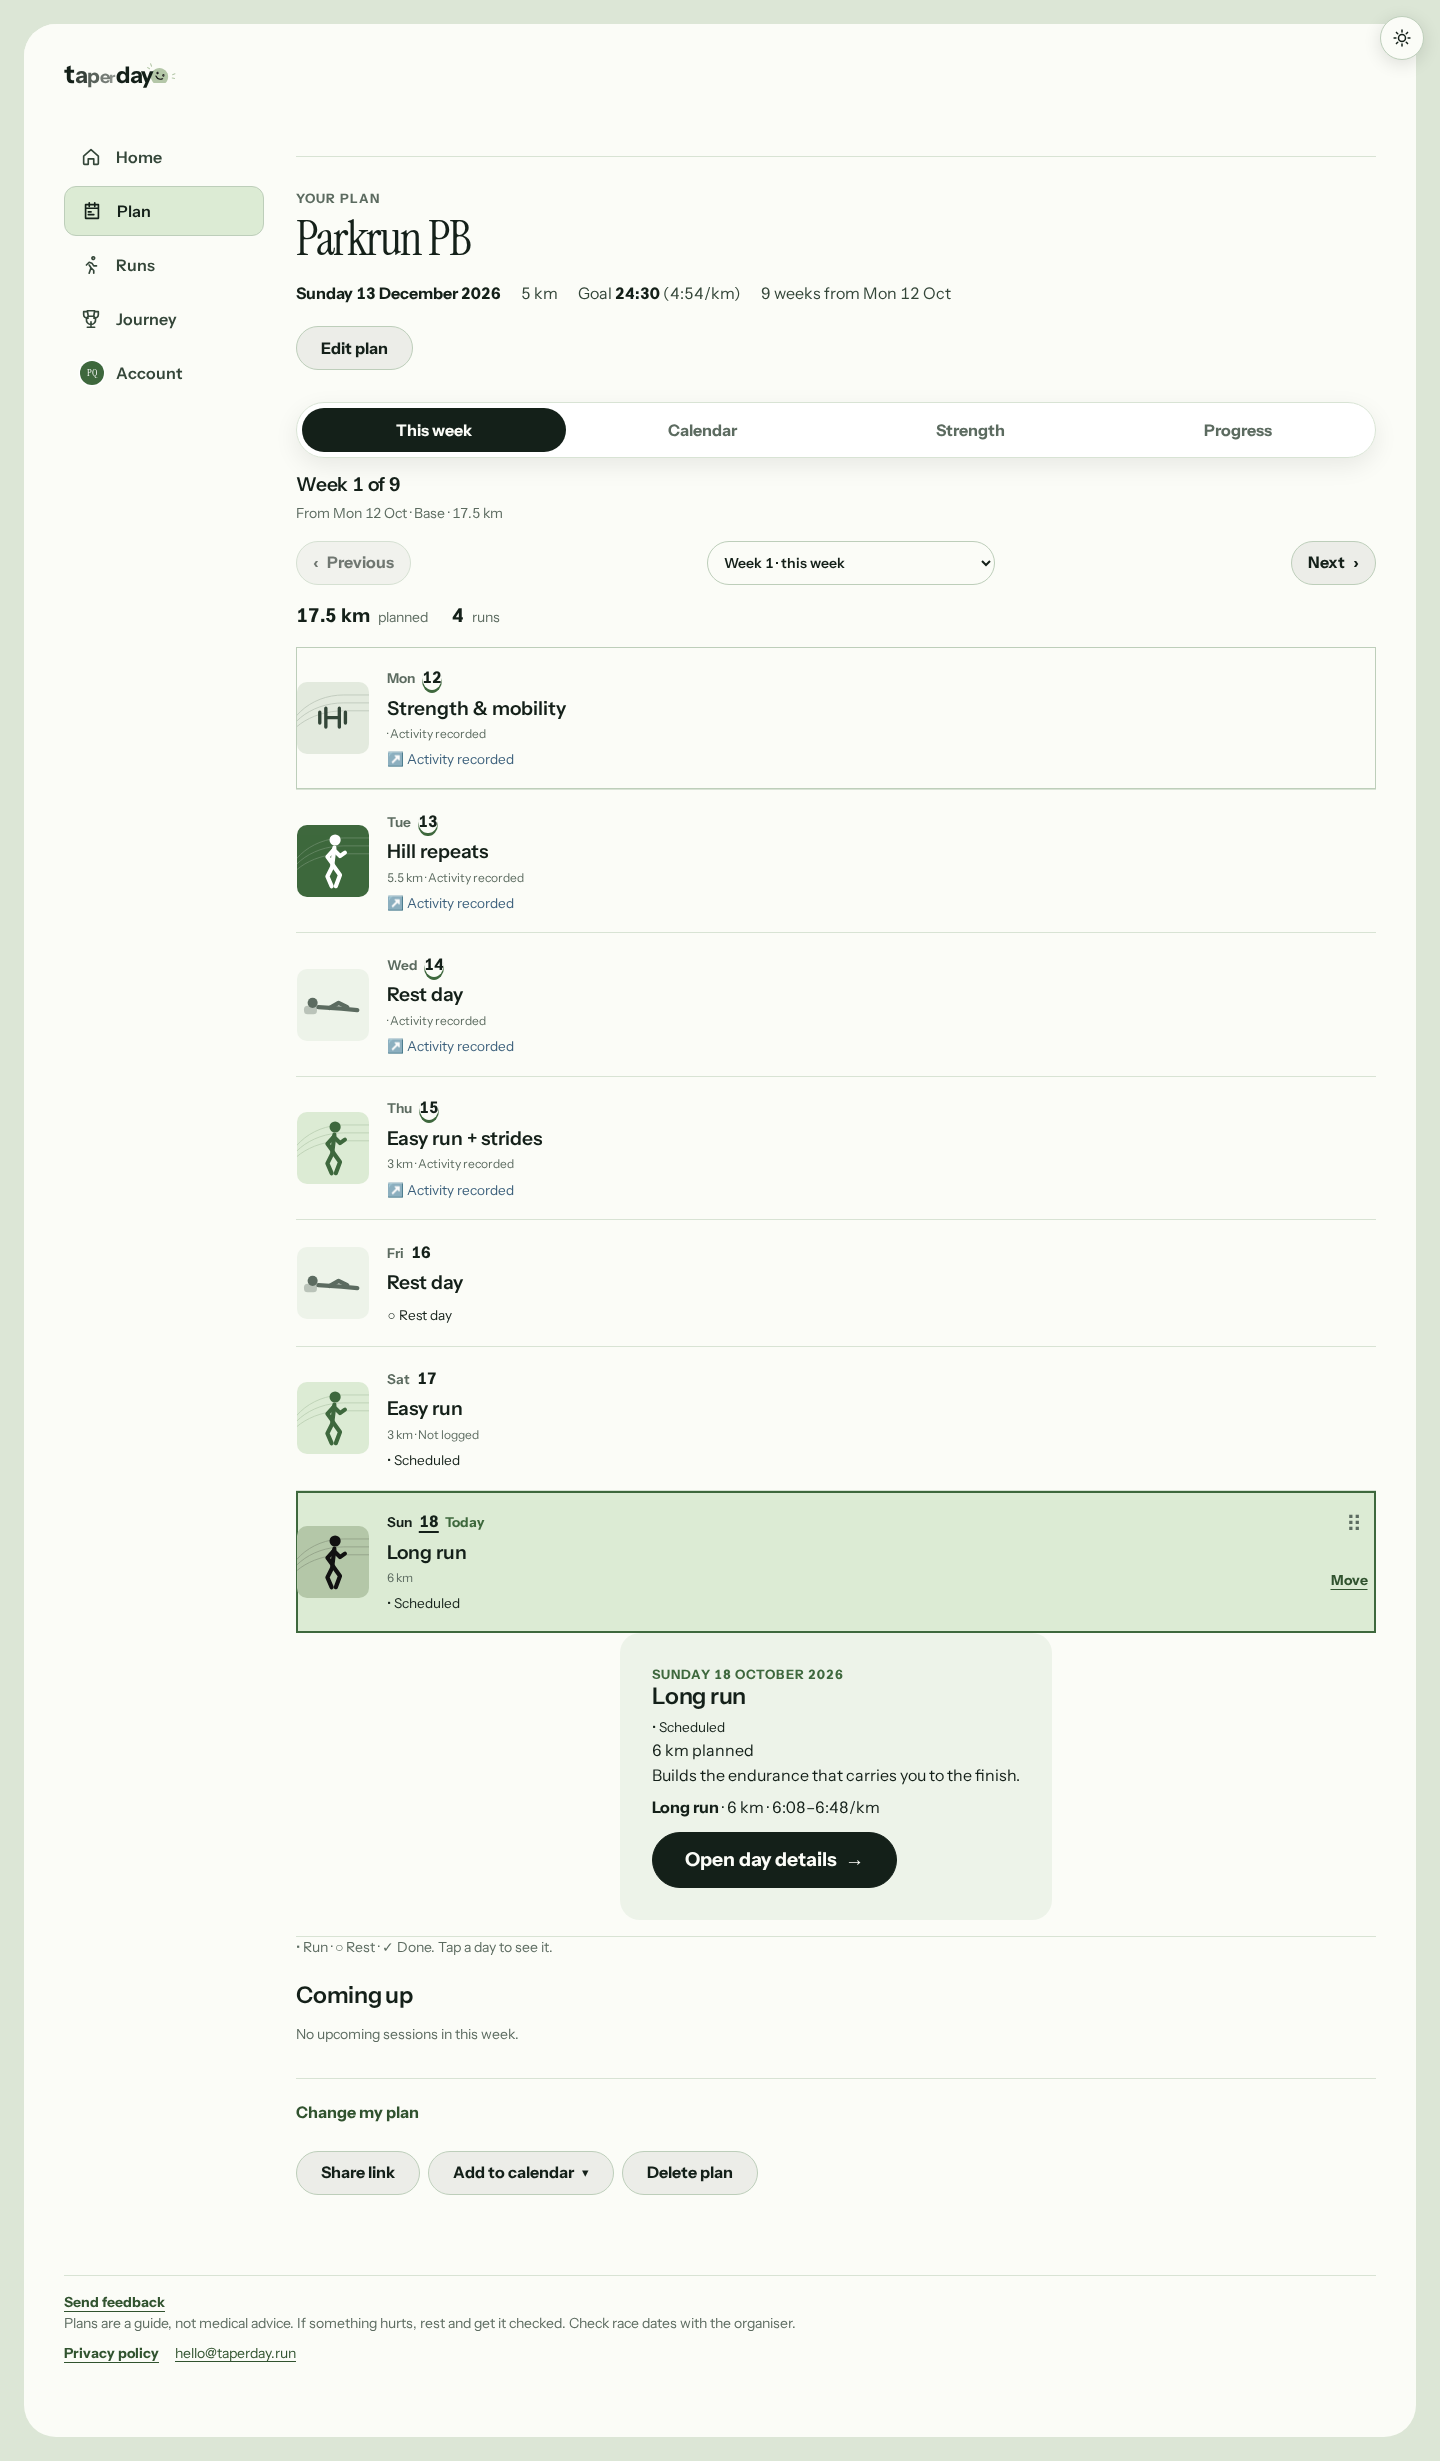 taperday
Home
Plan
Runs
Journey
PQ Account
YOUR PLAN
Parkrun PB
Sunday 13 December 2026 5 km Goal 24:30 (4:54/km) 9 weeks from Mon 12 Oct
Edit plan
This week Calendar Strength Progress
Week 1 of 9
From Mon 12 Oct · Base · 17.5 km
‹ Previous Week 1 · this week Next ›
17.5 km planned 4 runs
Mon 12
Strength & mobility
· Activity recorded
↗ Activity recorded
Tue 13
Hill repeats
5.5 km · Activity recorded
↗ Activity recorded
Wed 14
Rest day
· Activity recorded
↗ Activity recorded
Thu 15
Easy run + strides
3 km · Activity recorded
↗ Activity recorded
Fri 16
Rest day
○ Rest day
Sat 17
Easy run
3 km · Not logged
• Scheduled
Sun 18 Today
Long run
6 km
• Scheduled
Move
SUNDAY 18 OCTOBER 2026
Long run
• Scheduled
6 km planned
Builds the endurance that carries you to the finish.
Long run · 6 km · 6:08–6:48/km
Open day details →
• Run · ○ Rest · ✓ Done. Tap a day to see it.
Coming up
No upcoming sessions in this week.
Change my plan
Share link Add to calendar ▾ Delete plan
Send feedback
Plans are a guide, not medical advice. If something hurts, rest and get it checked. Check race dates with the organiser.
Privacy policy hello@taperday.run